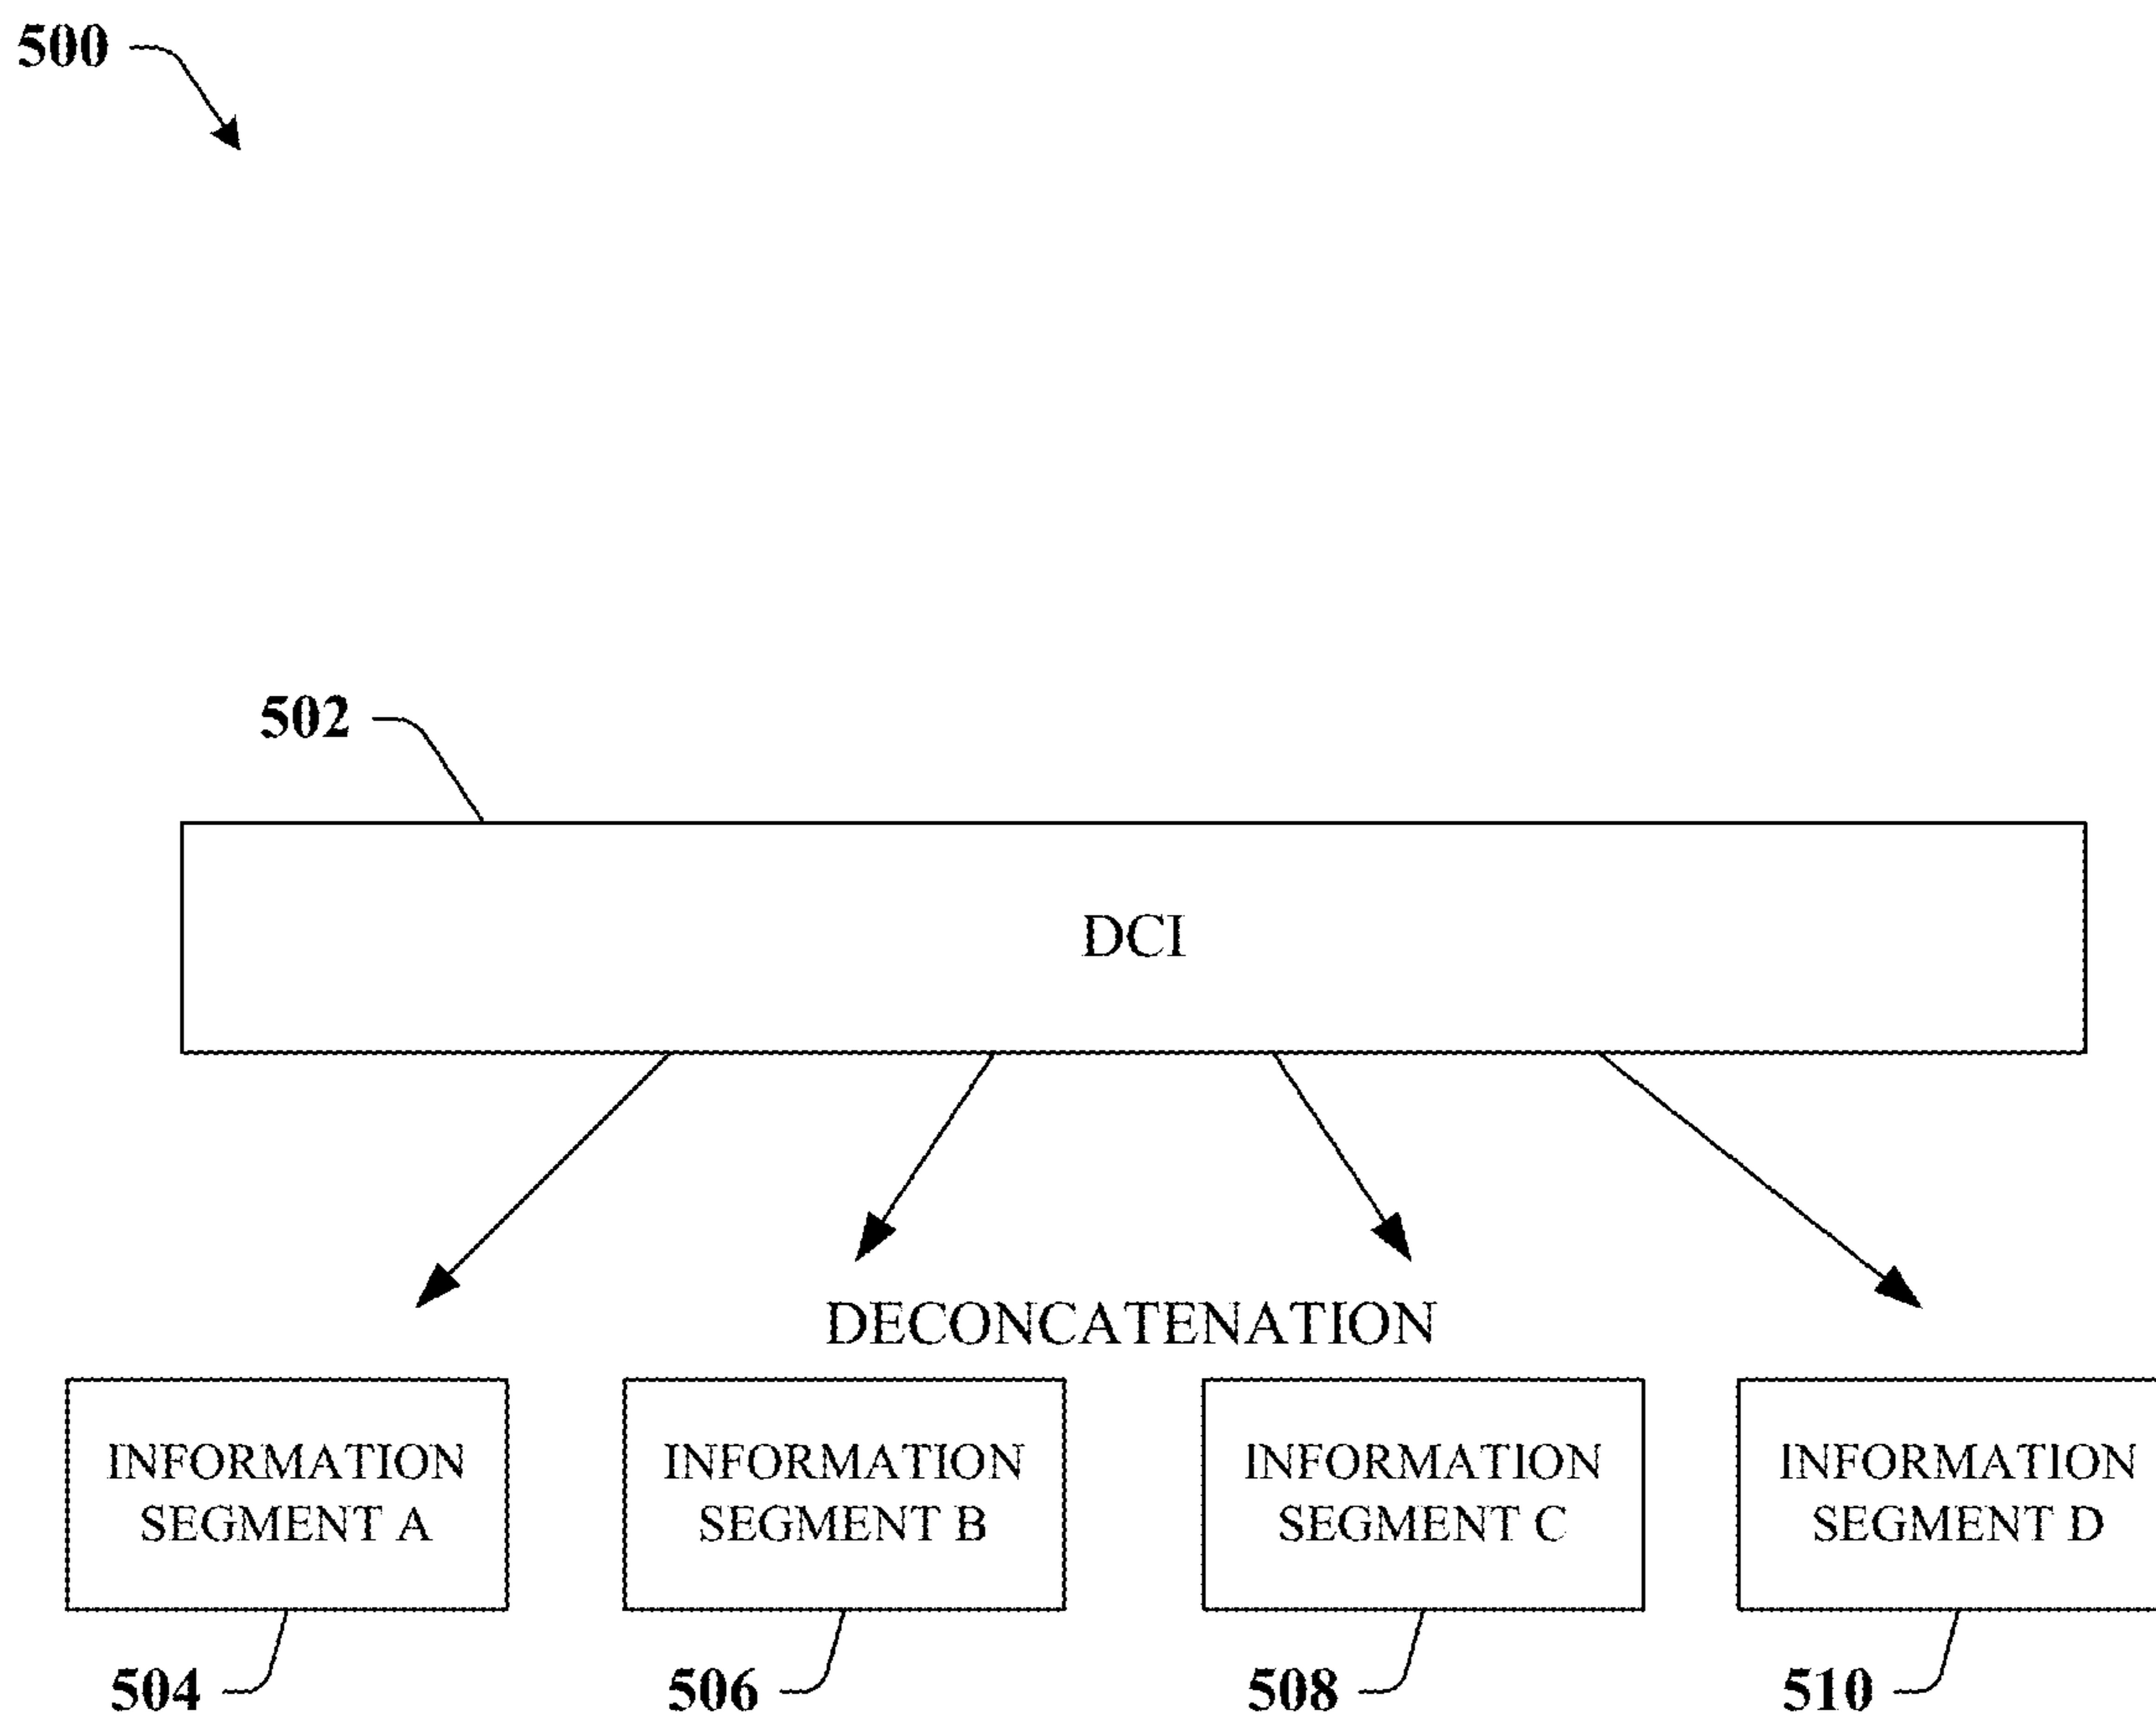 500
502
DCI
DECONCATENATION
INFORMATION
SEGMENT A
INFORMATION
SEGMENT B
INFORMATION
SEGMENT C
INFORMATION
SEGMENT D
504
506
508
510